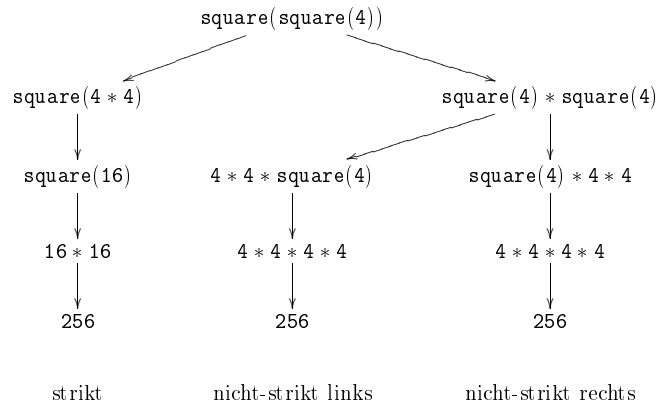 square(square(4))
square(4 * 4)
square(4) * square(4)
square(16)
4 * 4 * square(4)
square(4) * 4 * 4
16 * 16
4 * 4 * 4 * 4
4 * 4 * 4 * 4
256
256
256
strikt
nicht-strikt links
nicht-strikt rechts